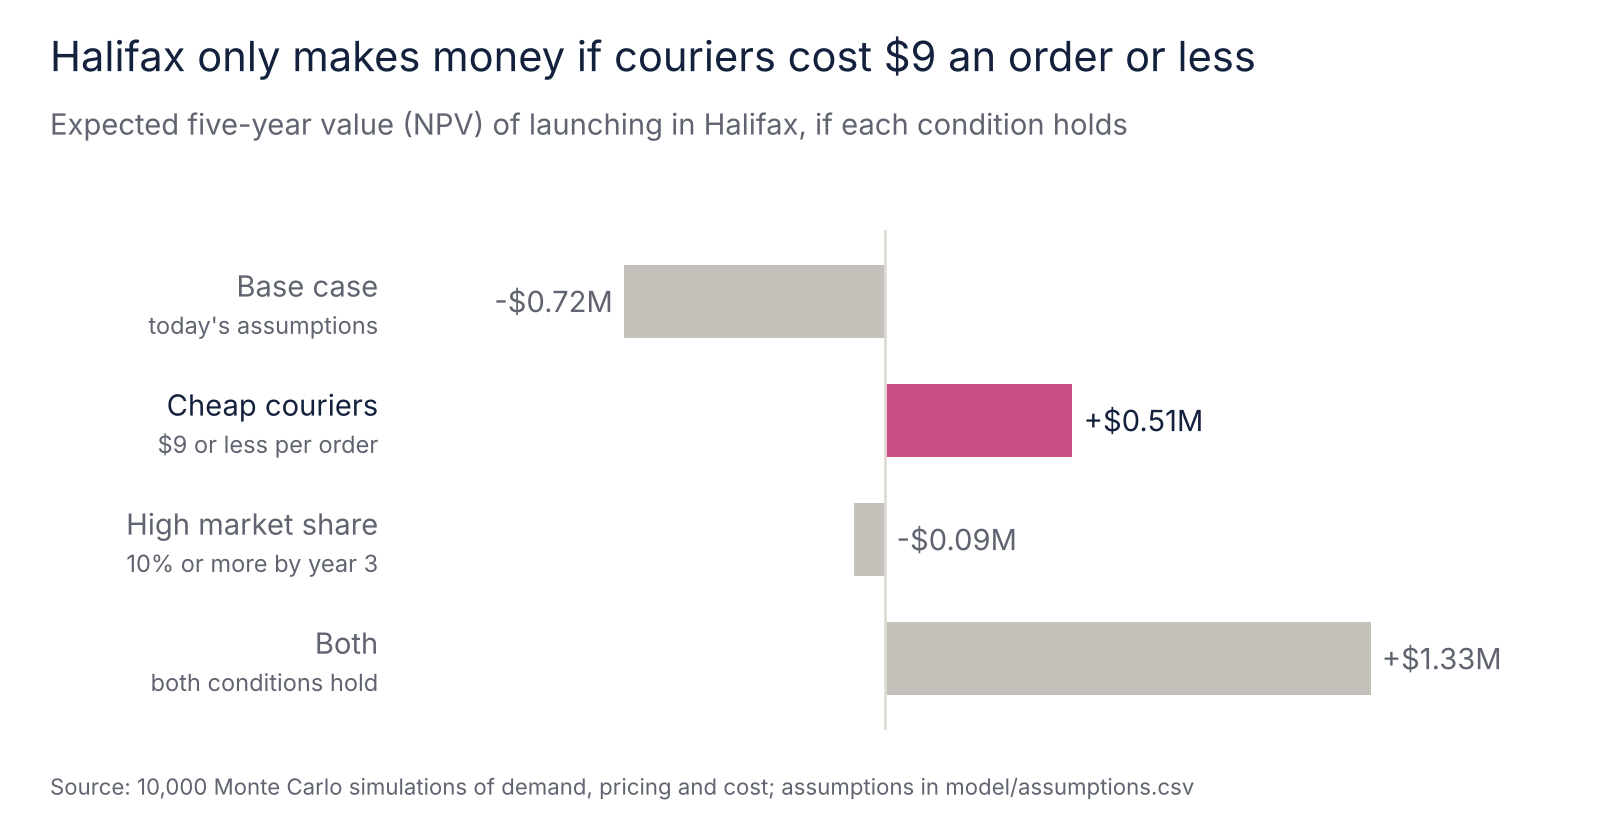 Halifax only makes money if couriers cost $9 an order or less
Expected five-year value (NPV) of launching in Halifax, if each condition holds
Base case
today's assumptions
-$0.72M
Cheap couriers
$9 or less per order
+$0.51M
High market share
10% or more by year 3
-$0.09M
Both
both conditions hold
+$1.33M
Source: 10,000 Monte Carlo simulations of demand, pricing and cost; assumptions in model/assumptions.csv